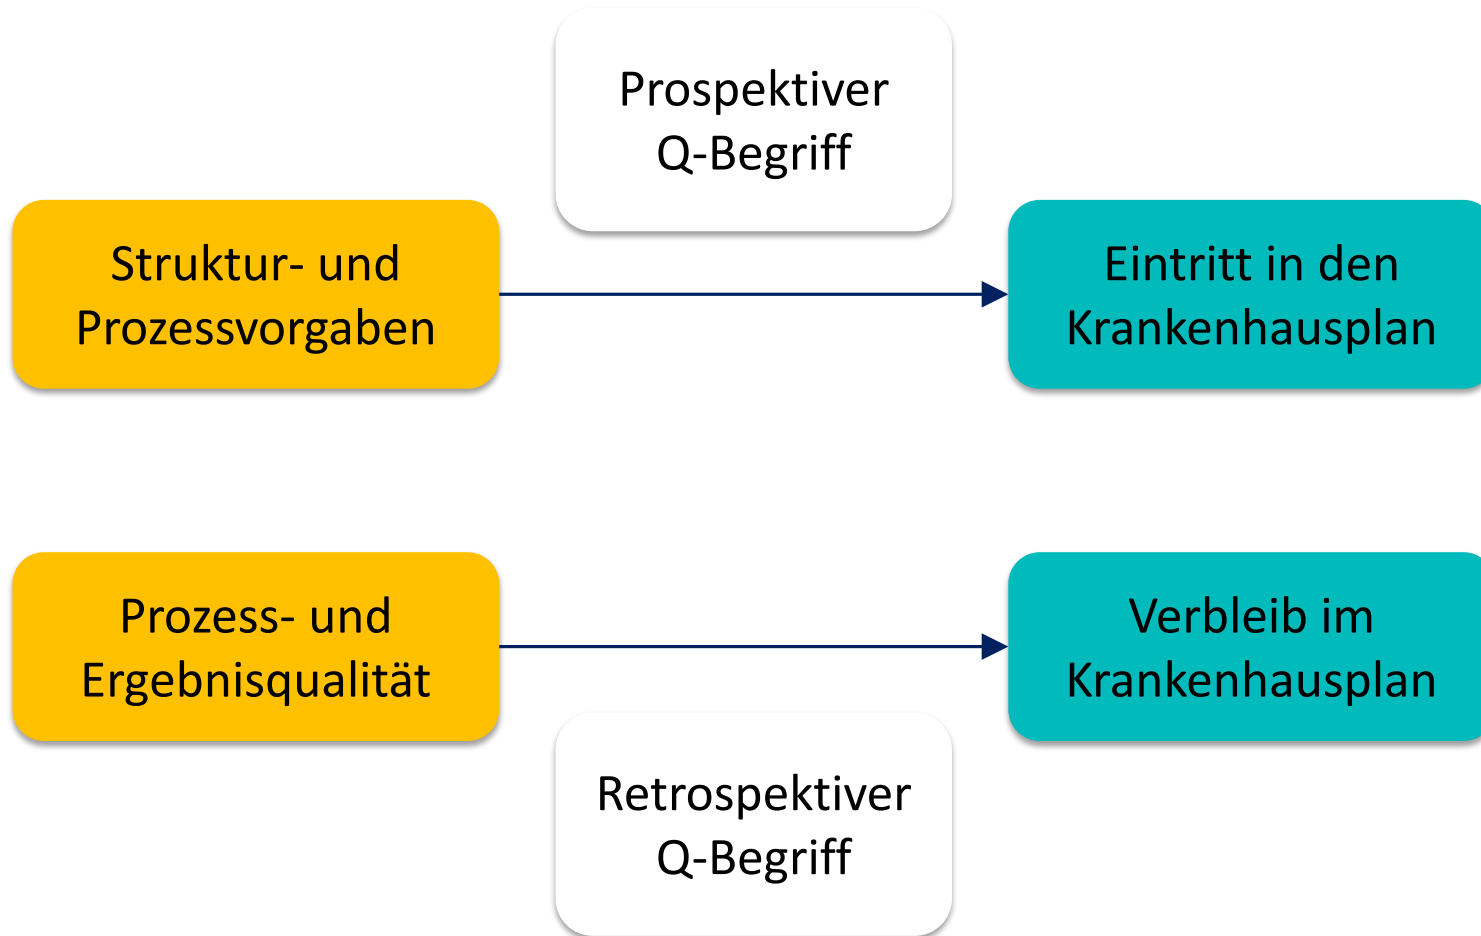 Prospektiver
Q-Begriff
Struktur- und
Prozessvorgaben
Eintritt in den
Krankenhausplan
Prozess- und
Ergebnisqualität
Verbleib im
Krankenhausplan
Retrospektiver
Q-Begriff